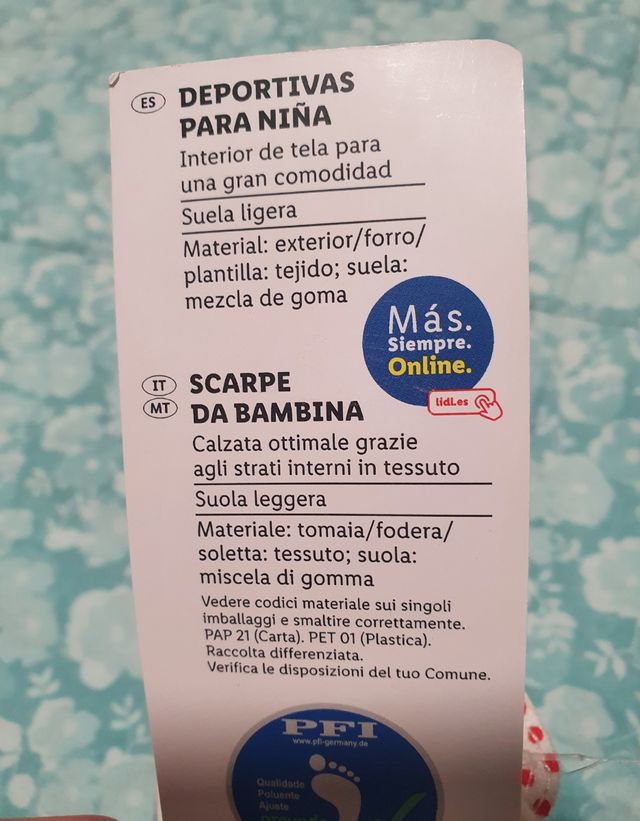 ES DEPORTIVAS
PARA NIÑA
Interior de tela para
una gran comodidad
Suela ligera
Material: exterior/forro/
plantilla: tejido; suela:
mezcla de goma
Más.
Siempre.
Online.
lidl.es
IT SCARPE
MT DA BAMBINA
Calzata ottimale grazie
agli strati interni in tessuto
Suola leggera
Materiale: tomaia/fodera/
soletta: tessuto; suola:
miscela di gomma
Vedere codici materiale sui singoli
imballaggi e smaltire correttamente.
PAP 21 (Carta). PET 01 (Plastica).
Raccolta differenziata.
Verifica le disposizioni del tuo Comune.
PFI
www.pfi-germany.de
Qualidade
Poluente
Ajuste